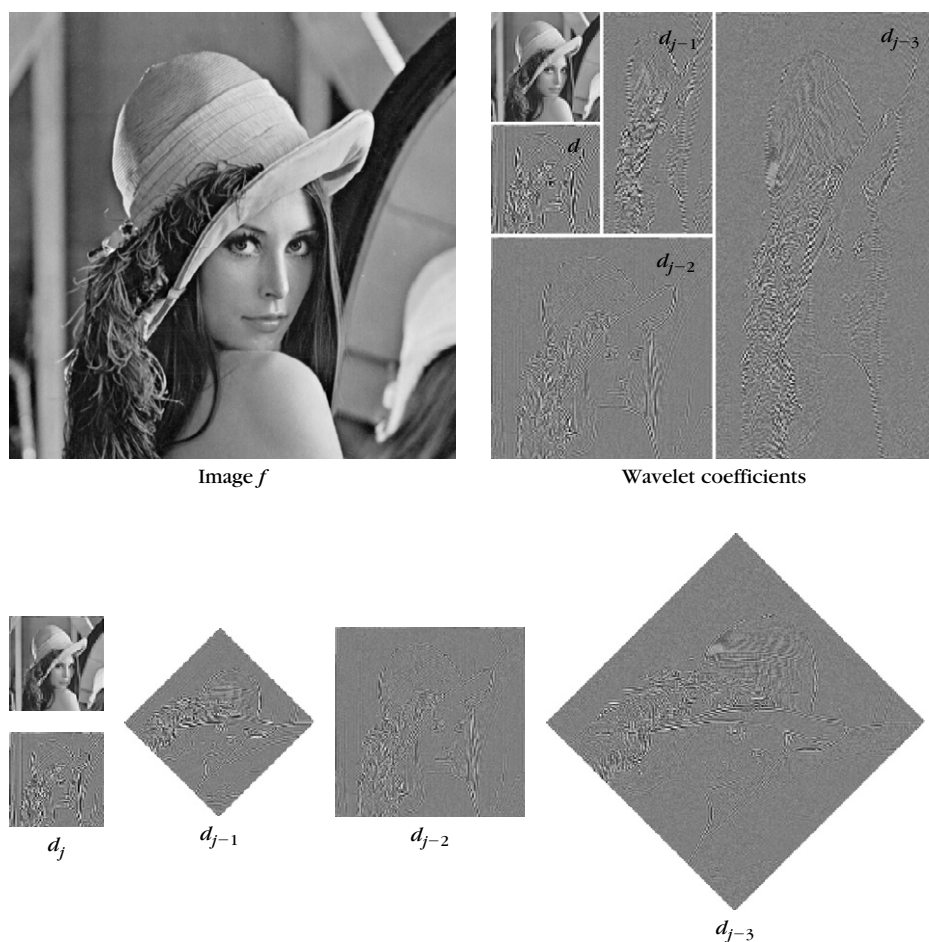 d_{j−1}
d_{j−3}
d_j
d_{j−2}
Image f
Wavelet coefficients
d_j
d_{j−1}
d_{j−2}
d_{j−3}